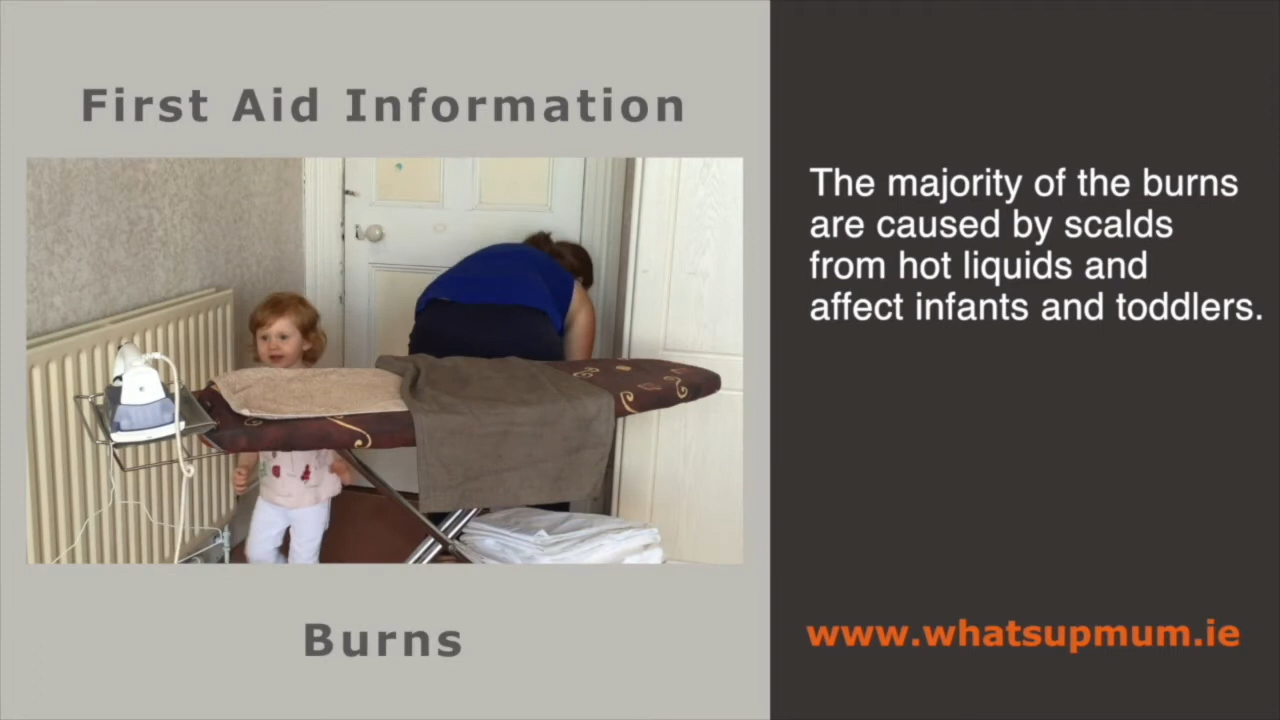 First Aid Information
The majority of the burns
are caused by scalds
from hot liquids and
affect infants and toddlers.
Burns
www.whatsupmum.ie